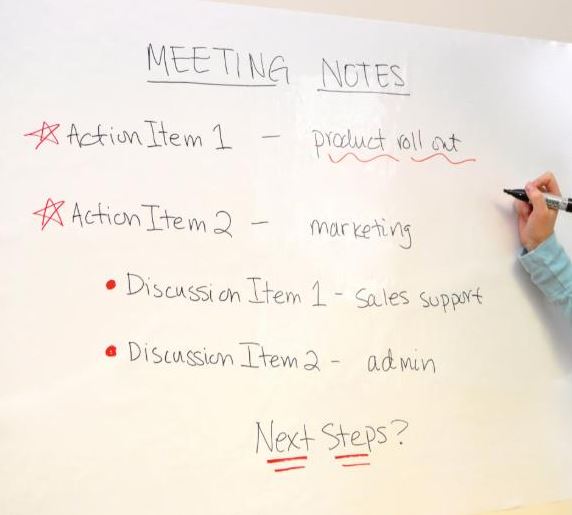 MEETING NOTES
Action Item 1 - product roll out
Action Item 2 - marketing
Discussion Item 1 - Sales support
Discussion Item 2 - admin
Next Steps?